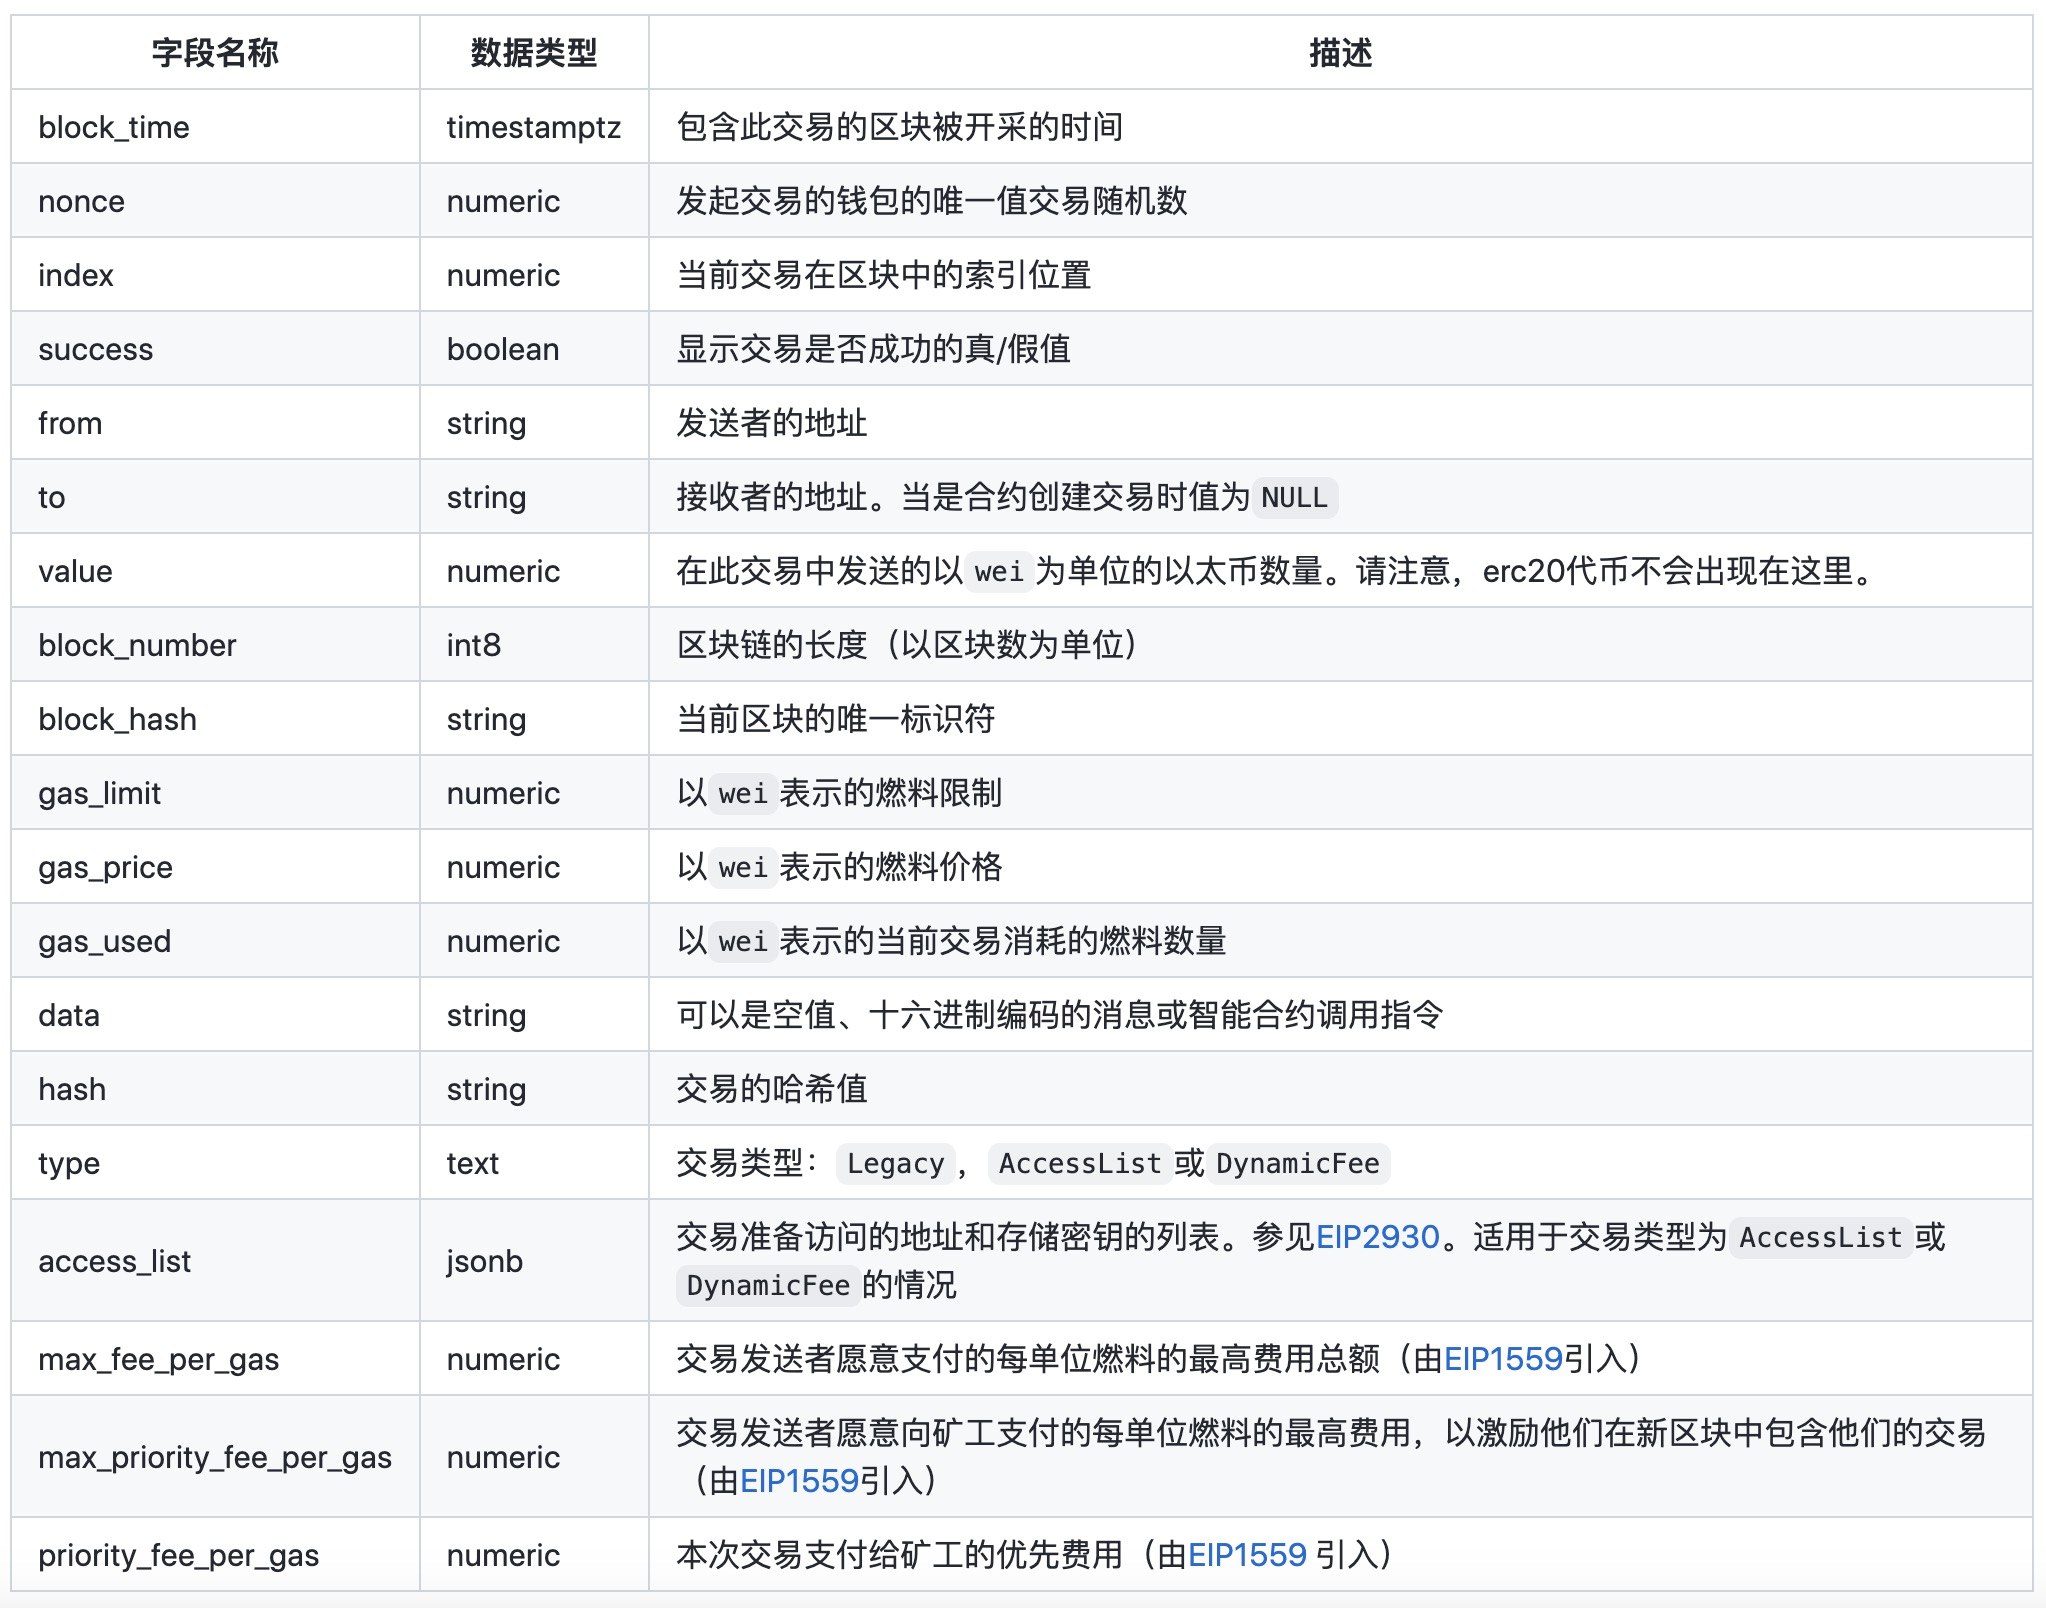 字段名称 数据类型 描述
block_time timestamptz 包含此交易的区块被开采的时间
nonce numeric 发起交易的钱包的唯一值交易随机数
index numeric 当前交易在区块中的索引位置
success boolean 显示交易是否成功的真/假值
from string 发送者的地址
to string 接收者的地址。当是合约创建交易时值为 NULL
value numeric 在此交易中发送的以 wei 为单位的以太币数量。请注意，erc20代币不会出现在这里。
block_number int8 区块链的长度（以区块数为单位）
block_hash string 当前区块的唯一标识符
gas_limit numeric 以 wei 表示的燃料限制
gas_price numeric 以 wei 表示的燃料价格
gas_used numeric 以 wei 表示的当前交易消耗的燃料数量
data string 可以是空值、十六进制编码的消息或智能合约调用指令
hash string 交易的哈希值
type text 交易类型： Legacy ， AccessList 或 DynamicFee
access_list jsonb 交易准备访问的地址和存储密钥的列表。参见EIP2930。适用于交易类型为 AccessList 或
DynamicFee 的情况
max_fee_per_gas numeric 交易发送者愿意支付的每单位燃料的最高费用总额（由EIP1559引入）
max_priority_fee_per_gas numeric 交易发送者愿意向矿工支付的每单位燃料的最高费用，以激励他们在新区块中包含他们的交易
（由EIP1559引入）
priority_fee_per_gas numeric 本次交易支付给矿工的优先费用（由EIP1559 引入）